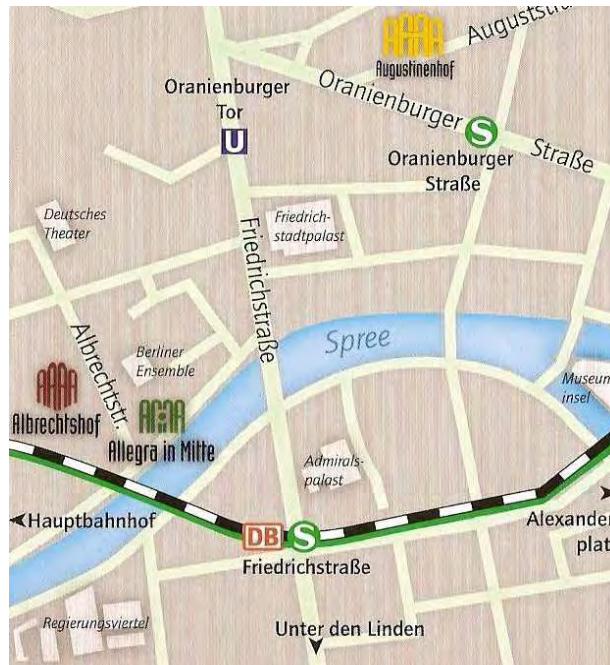 Auguststr
Augustinenhof
Oranienburger
Tor
U
Oranienburger
S
Straße
Oranienburger
Straße
Deutsches
Theater
Friedrich-
stadtpalast
Friedrichstraße
Spree
Albrechtstr.
Berliner
Ensemble
Museum
insel
Albrechtshof
Allegra in Mitte
Admirals-
palast
Hauptbahnhof
Alexander
plat
DB
S
Friedrichstraße
Regierungsviertel
Unter den Linden